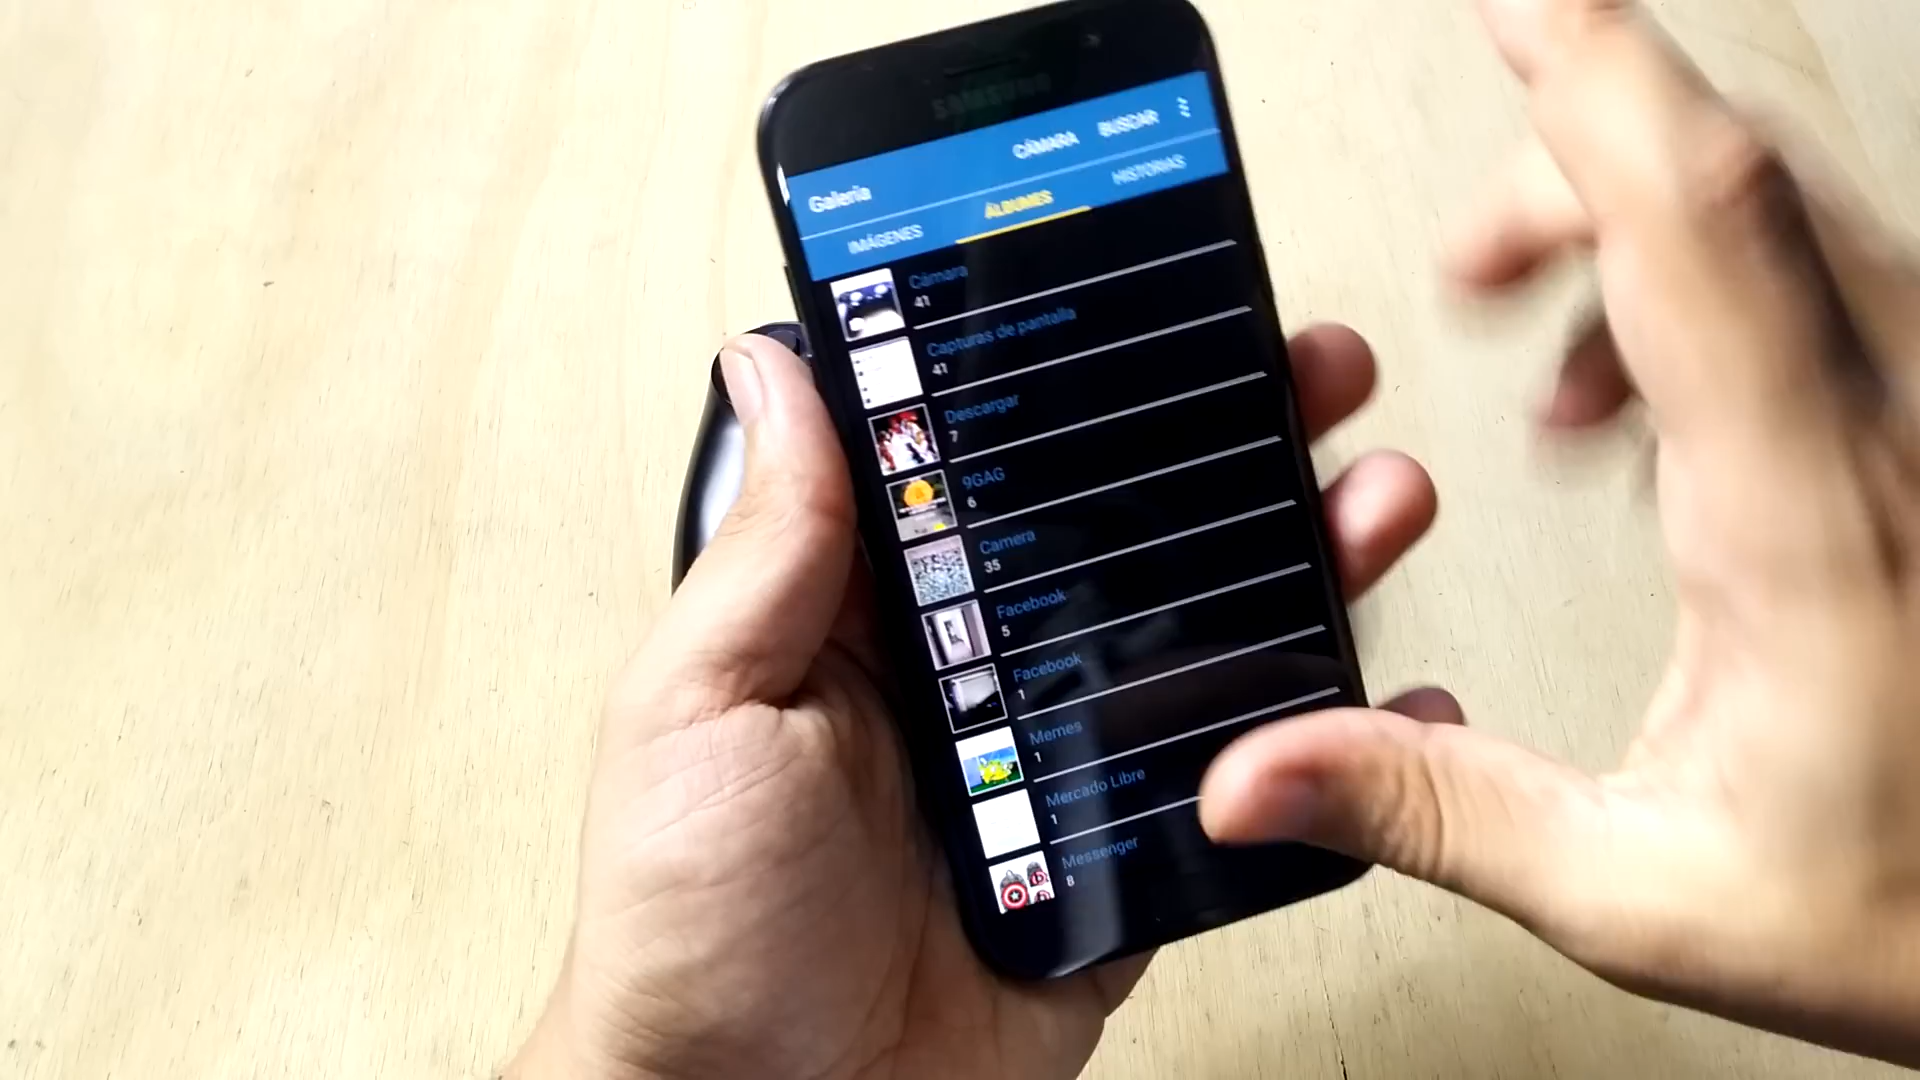 SAMSUNG
CÁMARA BUSCAR
Galería
IMÁGENES ÁLBUMES HISTORIAS
Cámara
41
Capturas de pantalla
41
Descargar
7
9GAG
6
Camera
35
Facebook
5
Facebook
1
Memes
1
Mercado Libre
1
Messenger
8